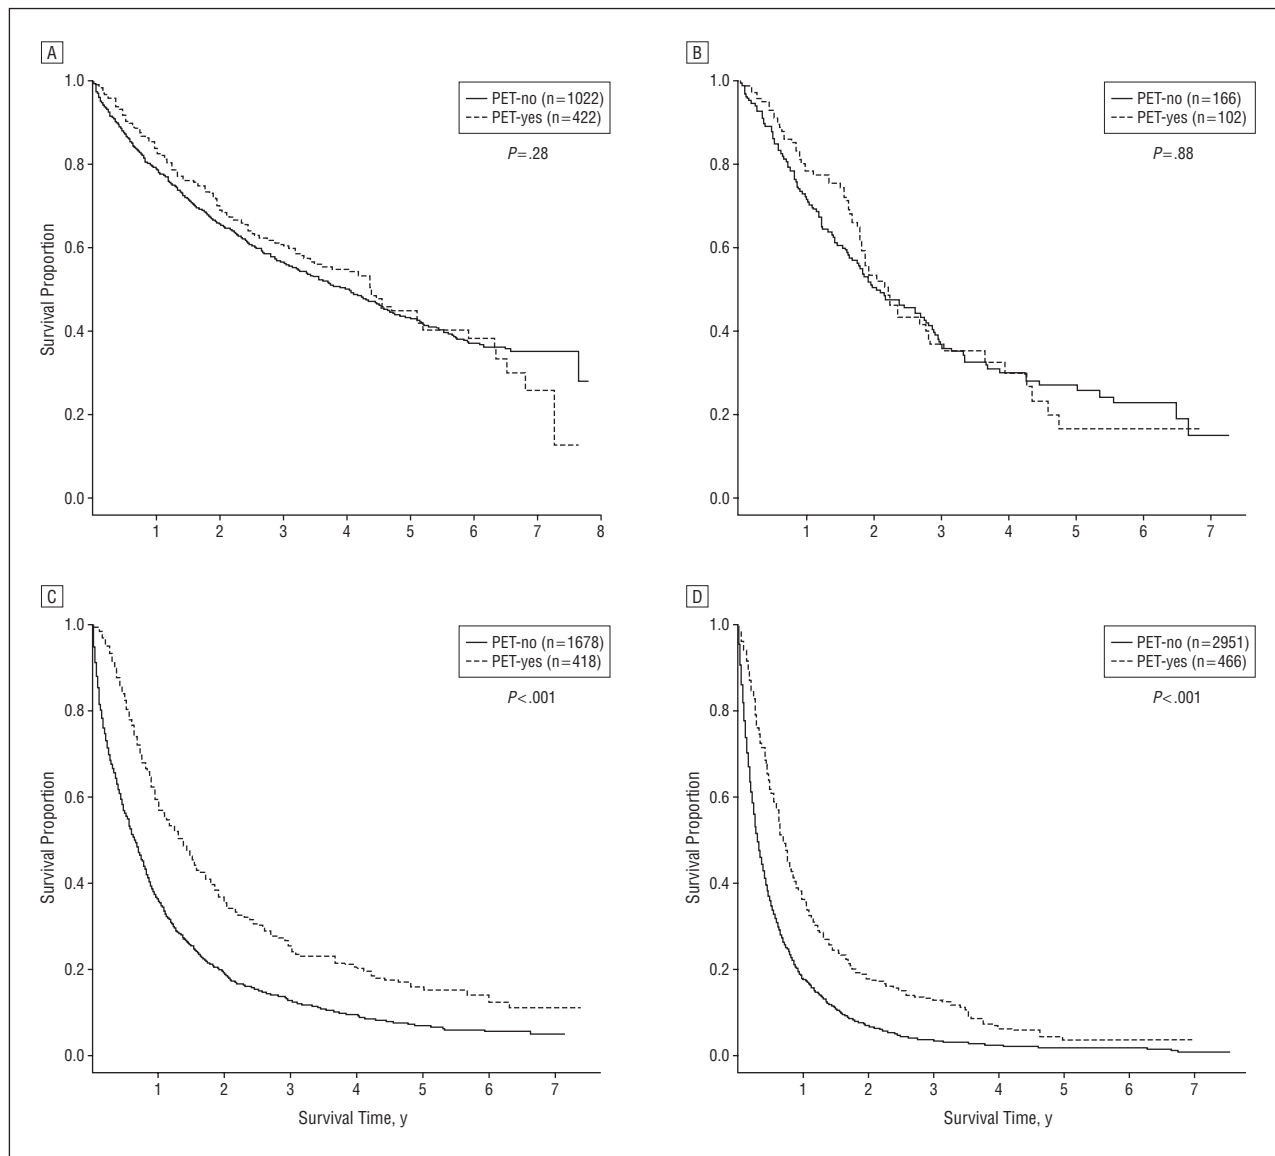 A
1.0
0.8
0.6
0.4
0.2
0.0
Survival Proportion
PET-no (n=1022)
PET-yes (n=422)
P=.28
1 2 3 4 5 6 7 8
B
1.0
0.8
0.6
0.4
0.2
0.0
Survival Proportion
PET-no (n=166)
PET-yes (n=102)
P=.88
1 2 3 4 5 6 7
C
1.0
0.8
0.6
0.4
0.2
0.0
Survival Proportion
PET-no (n=1678)
PET-yes (n=418)
P<.001
1 2 3 4 5 6 7
Survival Time, y
D
1.0
0.8
0.6
0.4
0.2
0.0
Survival Proportion
PET-no (n=2951)
PET-yes (n=466)
P<.001
1 2 3 4 5 6 7
Survival Time, y